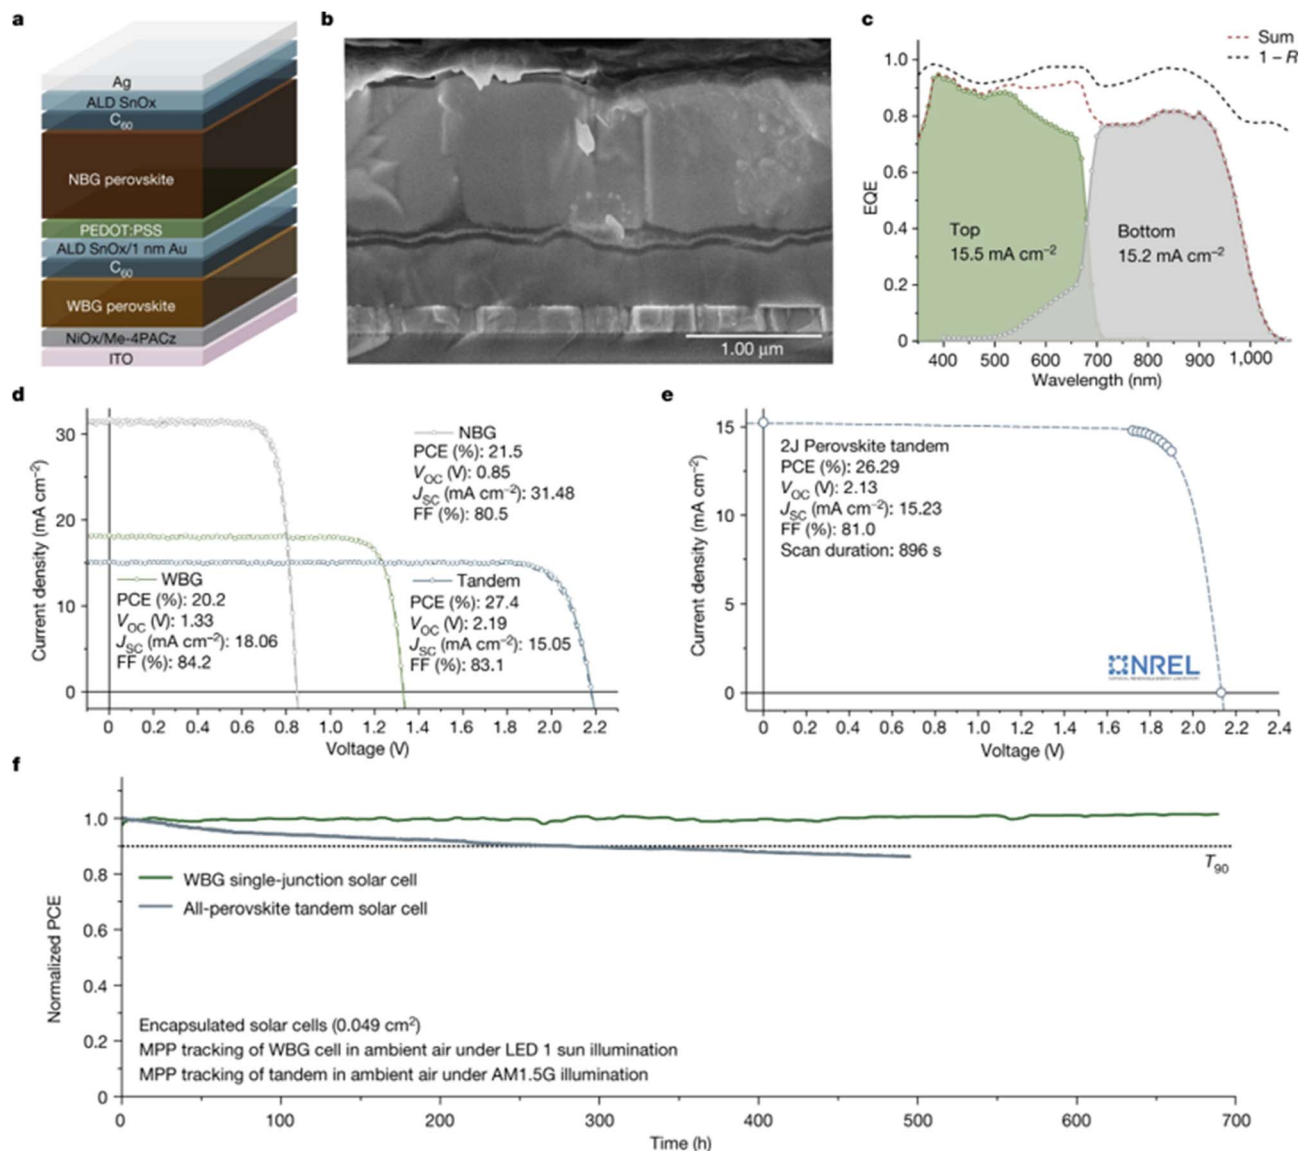 a
Ag
ALD SnOx
C₆₀
NBG perovskite
PEDOT:PSS
ALD SnOx/1 nm Au
C₆₀
WBG perovskite
NiOx/Me-4PACz
ITO
b
1.00 μm
c
Sum
1 – R
1.0
0.8
0.6
0.4
0.2
0
EQE
Top
15.5 mA cm⁻²
Bottom
15.2 mA cm⁻²
400 500 600 700 800 900 1,000
Wavelength (nm)
d
30
20
10
0
Current density (mA cm⁻²)
NBG
PCE (%): 21.5
V_OC (V): 0.85
J_SC (mA cm⁻²): 31.48
FF (%): 80.5
WBG
PCE (%): 20.2
V_OC (V): 1.33
J_SC (mA cm⁻²): 18.06
FF (%): 84.2
Tandem
PCE (%): 27.4
V_OC (V): 2.19
J_SC (mA cm⁻²): 15.05
FF (%): 83.1
0 0.2 0.4 0.6 0.8 1.0 1.2 1.4 1.6 1.8 2.0 2.2
Voltage (V)
e
15
10
5
0
Current density (mA cm⁻²)
2J Perovskite tandem
PCE (%): 26.29
V_OC (V): 2.13
J_SC (mA cm⁻²): 15.23
FF (%): 81.0
Scan duration: 896 s
NREL
0 0.2 0.4 0.6 0.8 1.0 1.2 1.4 1.6 1.8 2.0 2.2 2.4
Voltage (V)
f
1.0
0.8
0.6
0.4
0.2
0
Normalized PCE
T₉₀
WBG single-junction solar cell
All-perovskite tandem solar cell
Encapsulated solar cells (0.049 cm²)
MPP tracking of WBG cell in ambient air under LED 1 sun illumination
MPP tracking of tandem in ambient air under AM1.5G illumination
0 100 200 300 400 500 600 700
Time (h)